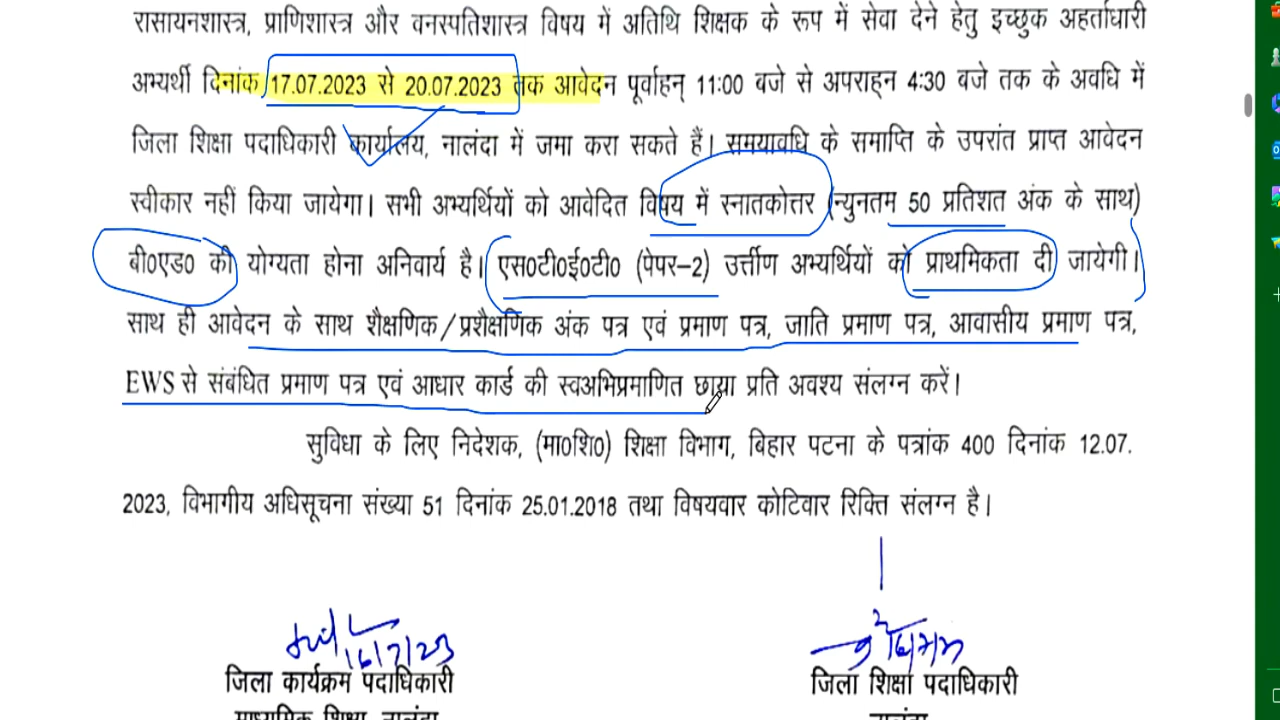 रासायनशास्त्र, प्राणिशास्त्र और वनस्पतिशास्त्र विषय में अतिथि शिक्षक के रूप में सेवा देने हेतु इच्छुक अहर्ताधारी
अभ्यर्थी दिनांक 17.07.2023 से 20.07.2023 तक आवेदन पूर्वाहन् 11:00 बजे से अपराह्न 4:30 बजे तक के अवधि में
जिला शिक्षा पदाधिकारी कार्यालय, नालंदा में जमा करा सकते हैं। समयावधि के समाप्ति के उपरांत प्राप्त आवेदन
स्वीकार नहीं किया जायेगा। सभी अभ्यर्थियों को आवेदित विषय में स्नातकोत्तर (न्युनतम 50 प्रतिशत अंक के साथ)
बी0एड0 की योग्यता होना अनिवार्य है। एस0टी0ई0टी0 (पेपर-2) उर्त्तीण अभ्यर्थियों को प्राथमिकता दी जायेगी।
साथ ही आवेदन के साथ शैक्षणिक/प्रशैक्षणिक अंक पत्र एवं प्रमाण पत्र, जाति प्रमाण पत्र, आवासीय प्रमाण पत्र,
EWS से संबंधित प्रमाण पत्र एवं आधार कार्ड की स्वअभिप्रमाणित छाया प्रति अवश्य संलग्न करें।
सुविधा के लिए निदेशक, (मा0शि0) शिक्षा विभाग, बिहार पटना के पत्रांक 400 दिनांक 12.07.
2023, विभागीय अधिसूचना संख्या 51 दिनांक 25.01.2018 तथा विषयवार कोटिवार रिक्ति संलग्न है।
16/7/23
जिला कार्यक्रम पदाधिकारी
जिला शिक्षा पदाधिकारी
माध्यमिक शिक्षा, नालंदा
नालंदा